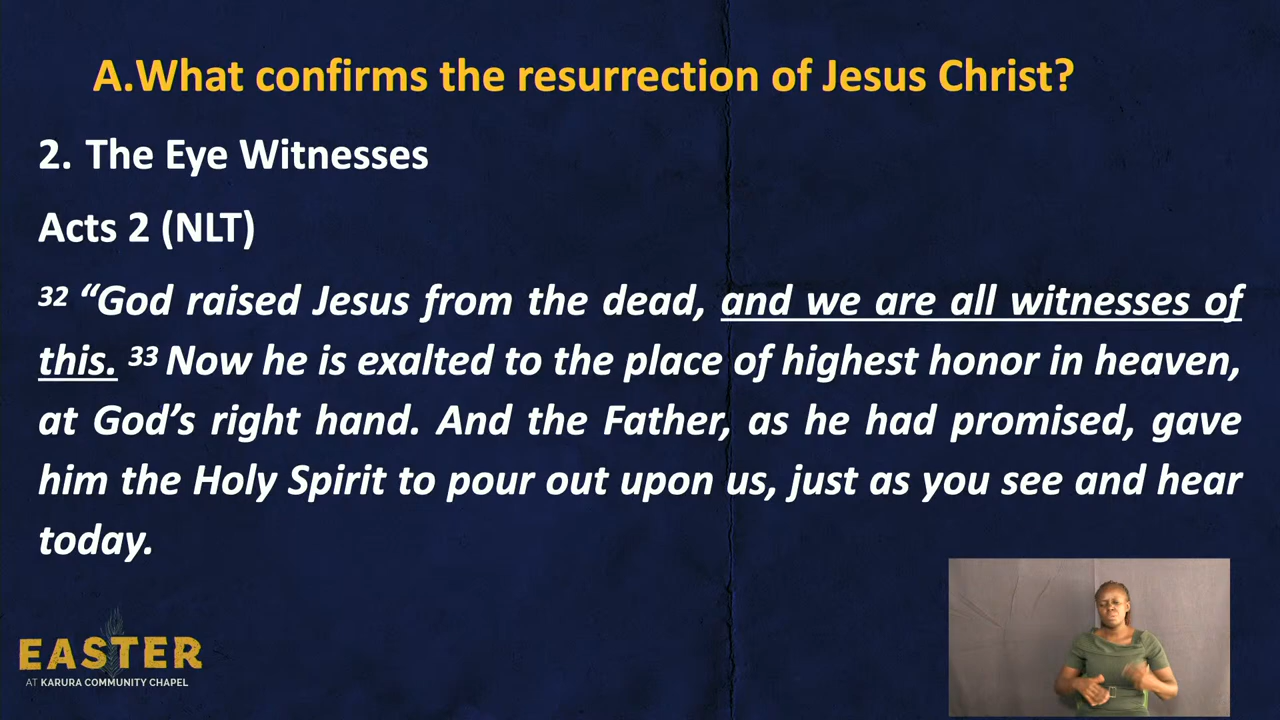 A.What confirms the resurrection of Jesus Christ?
2. The Eye Witnesses
Acts 2 (NLT)
32 “God raised Jesus from the dead, and we are all witnesses of
this. 33 Now he is exalted to the place of highest honor in heaven,
at God’s right hand. And the Father, as he had promised, gave
him the Holy Spirit to pour out upon us, just as you see and hear
today.
EASTER
AT KARURA COMMUNITY CHAPEL